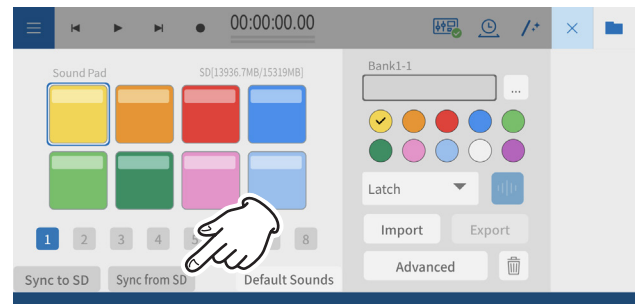 00:00:00.00
Sound Pad
SD[13936.7MB/15319MB]
Bank1-1
...
Latch
1 2 3 4 5 8
Import
Export
Advanced
Sync to SD
Sync from SD
Default Sounds